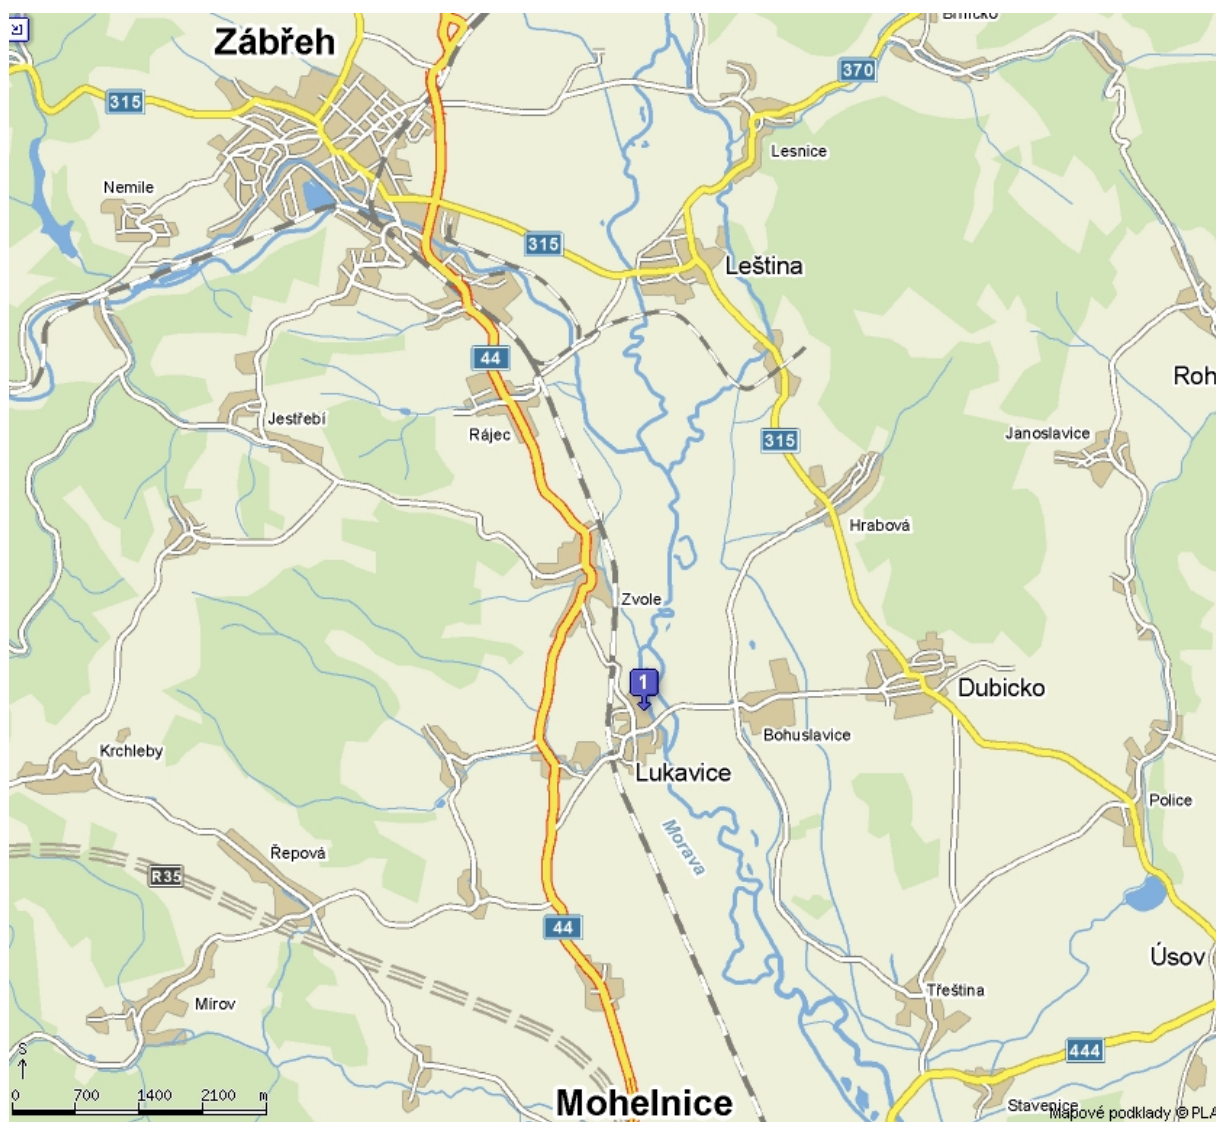 Zábřeh
315
370
Lesnice
Nemile
315
Leština
44
Roh
Jestřebí
Rájec
315
Janoslavice
Hrabová
Zvole
1
Dubicko
Bohuslavice
Krchleby
Lukavice
Police
Morava
Řepová
R35
44
Úsov
Třeština
Mírov
S
444
0 700 1400 2100 m
Mohelnice
Stavenice
Mapové podklady © PLA